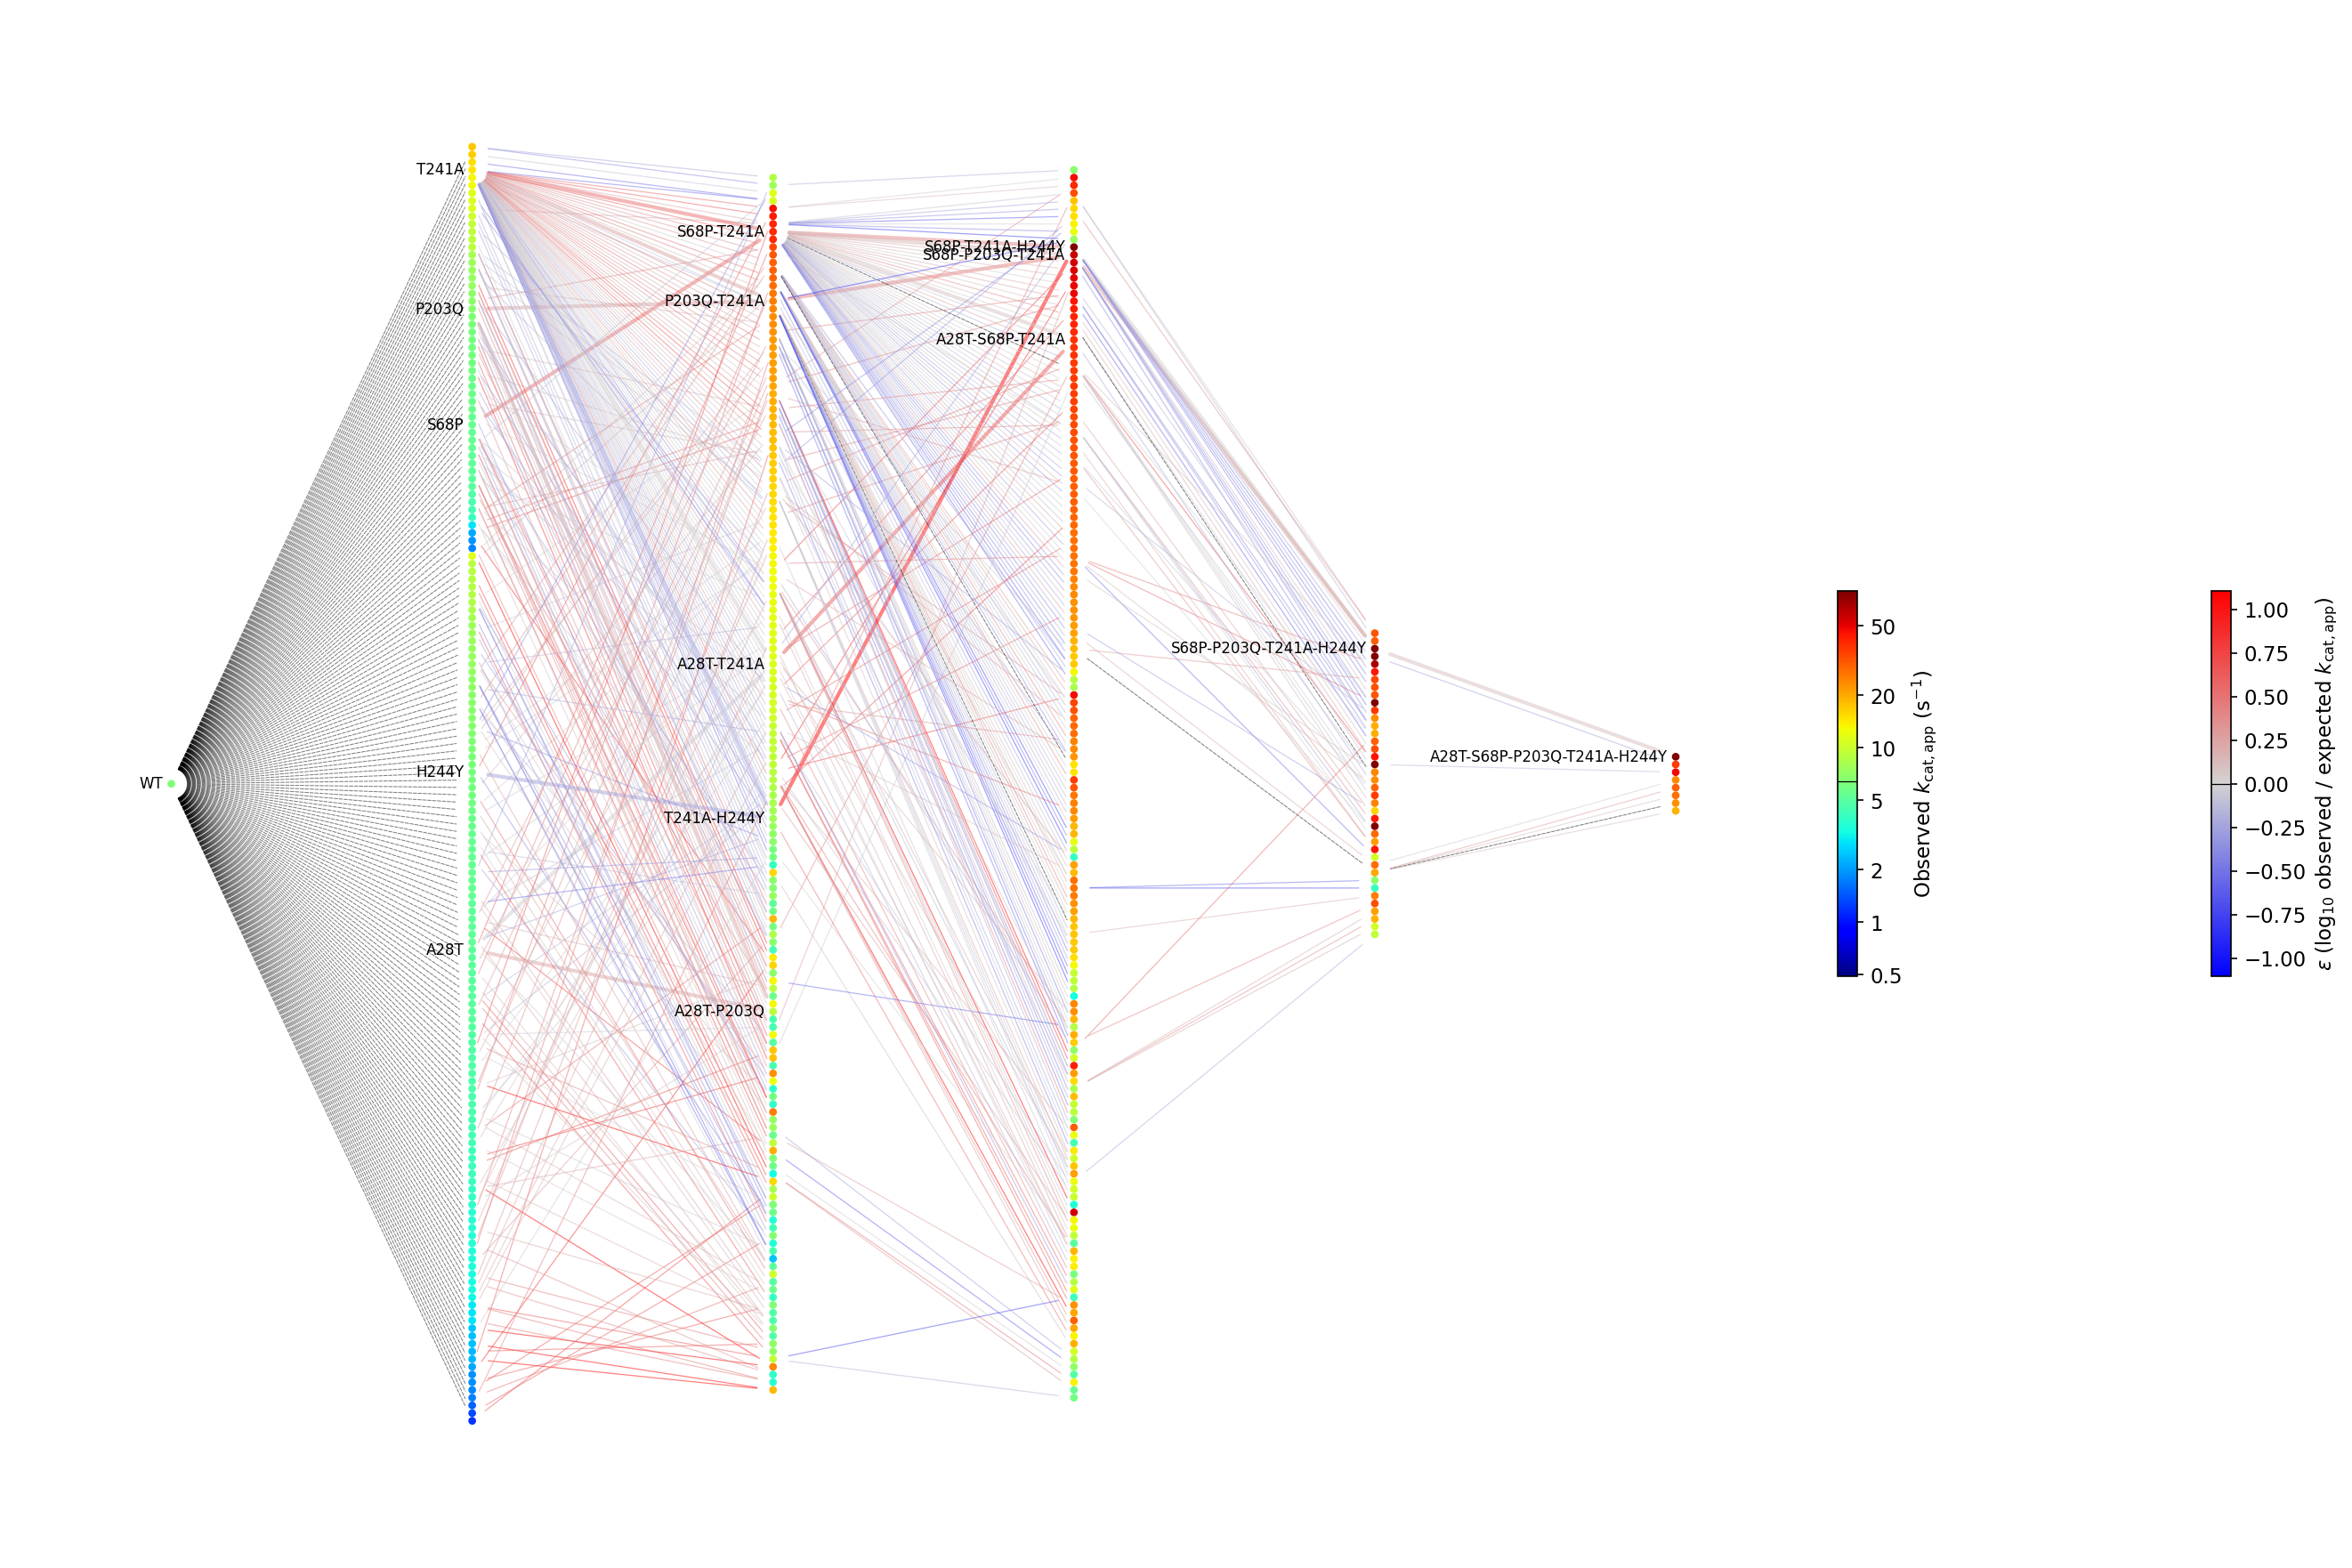 WT
T241A
P203Q
S68P
H244Y
A28T
S68P-T241A
P203Q-T241A
A28T-T241A
T241A-H244Y
A28T-P203Q
S68P-T241A-H244Y
S68P-P203Q-T241A
A28T-S68P-T241A
S68P-P203Q-T241A-H244Y
A28T-S68P-P203Q-T241A-H244Y
50
20
10
5
2
1
0.5
Observed kcat, app (s−1)
1.00
0.75
0.50
0.25
0.00
−0.25
−0.50
−0.75
−1.00
ε (log10 observed / expected kcat, app)